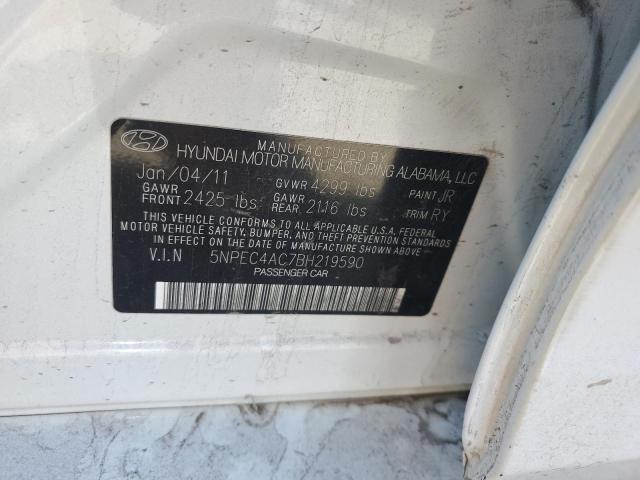 MANUFACTURED BY
HYUNDAI MOTOR MANUFACTURING ALABAMA, LLC
Jan/04/11 GVWR 4299 lbs PAINT JR
GAWR FRONT 2425 lbs GAWR REAR 2116 lbs TRIM RY
THIS VEHICLE CONFORMS TO ALL APPLICABLE U.S.A. FEDERAL
MOTOR VEHICLE SAFETY, BUMPER, AND THEFT PREVENTION STANDARDS
IN EFFECT ON THE DATE OF MANUFACTURE SHOWN ABOVE.
V.I.N 5NPEC4AC7BH219590
PASSENGER CAR